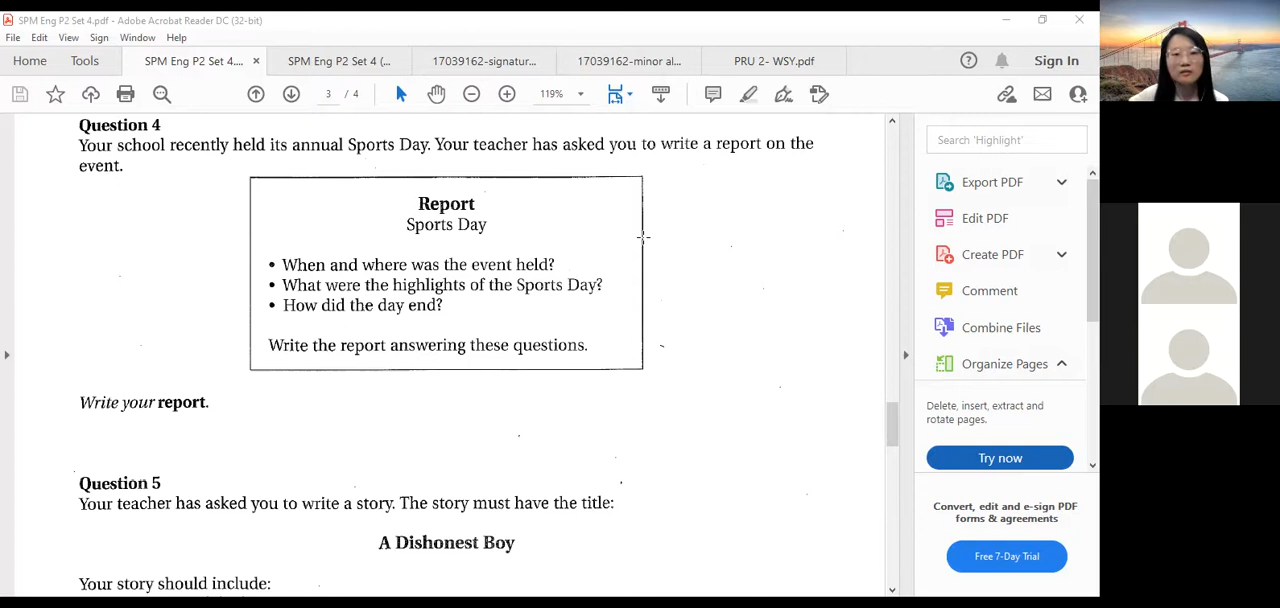 SPM Eng P2 Set 4.pdf - Adobe Acrobat Reader DC (32-bit)
File Edit View Sign Window Help
Home Tools SPM Eng P2 Set 4.... × SPM Eng P2 Set 4 (... 17039162-signatur... 17039162-minor al... PRU 2- WSY.pdf Sign In
3 / 4 119%
Question 4
Your school recently held its annual Sports Day. Your teacher has asked you to write a report on the
event.
Report
Sports Day
• When and where was the event held?
• What were the highlights of the Sports Day?
• How did the day end?
Write the report answering these questions.
Write your report.
Question 5
Your teacher has asked you to write a story. The story must have the title:
A Dishonest Boy
Your story should include:
Search 'Highlight'
Export PDF
Edit PDF
Create PDF
Comment
Combine Files
Organize Pages
Delete, insert, extract and
rotate pages.
Try now
Convert, edit and e-sign PDF
forms & agreements
Free 7-Day Trial